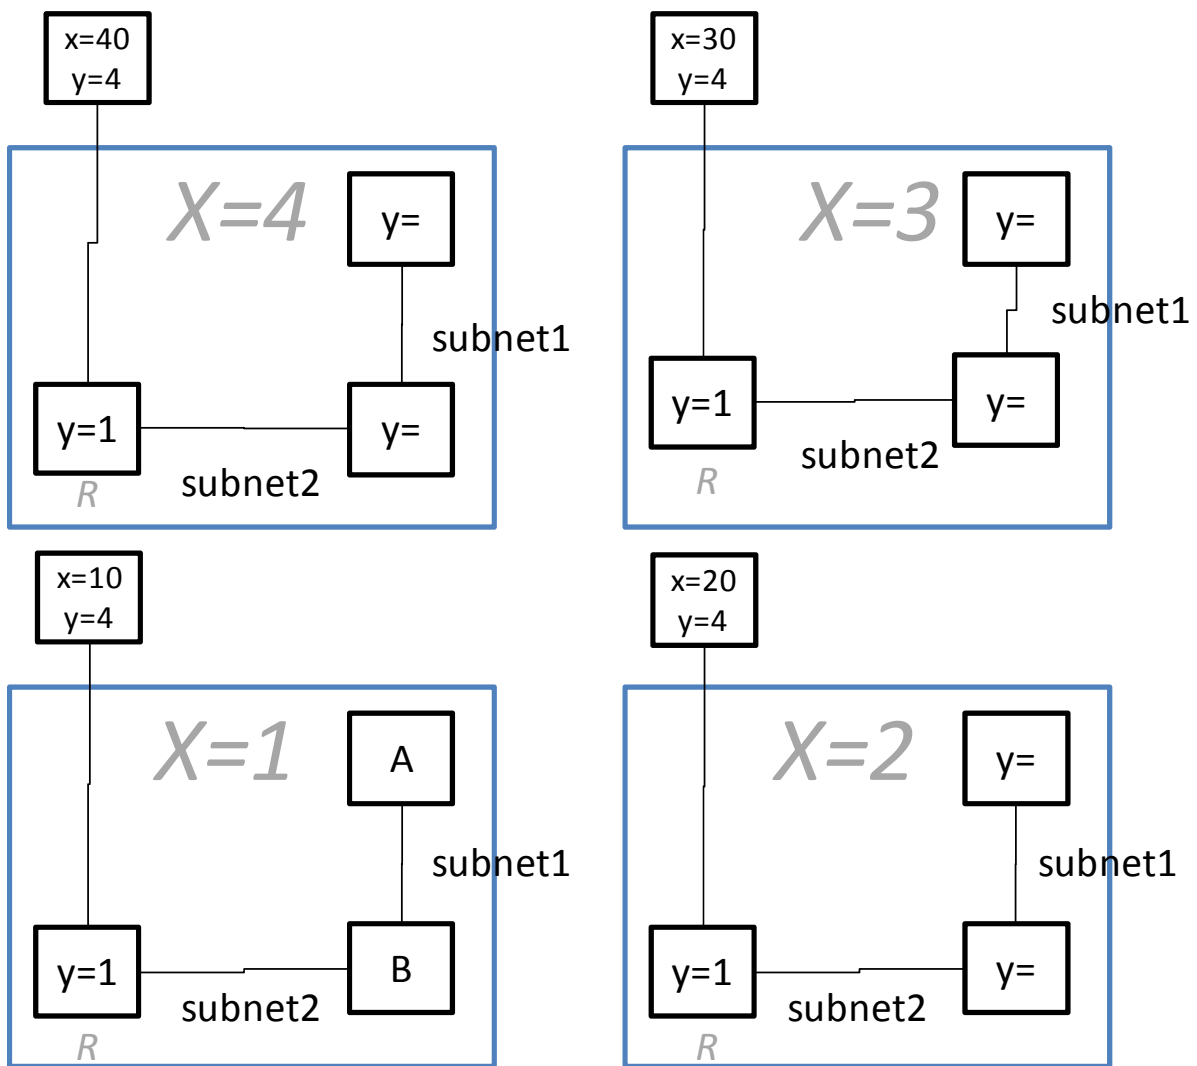 x=40
y=4
x=30
y=4
X=4
y=
X=3
y=
subnet1
subnet1
y=1
y=
y=1
y=
subnet2
subnet2
R
R
x=10
y=4
x=20
y=4
X=1
A
X=2
y=
subnet1
subnet1
y=1
B
y=1
y=
subnet2
subnet2
R
R